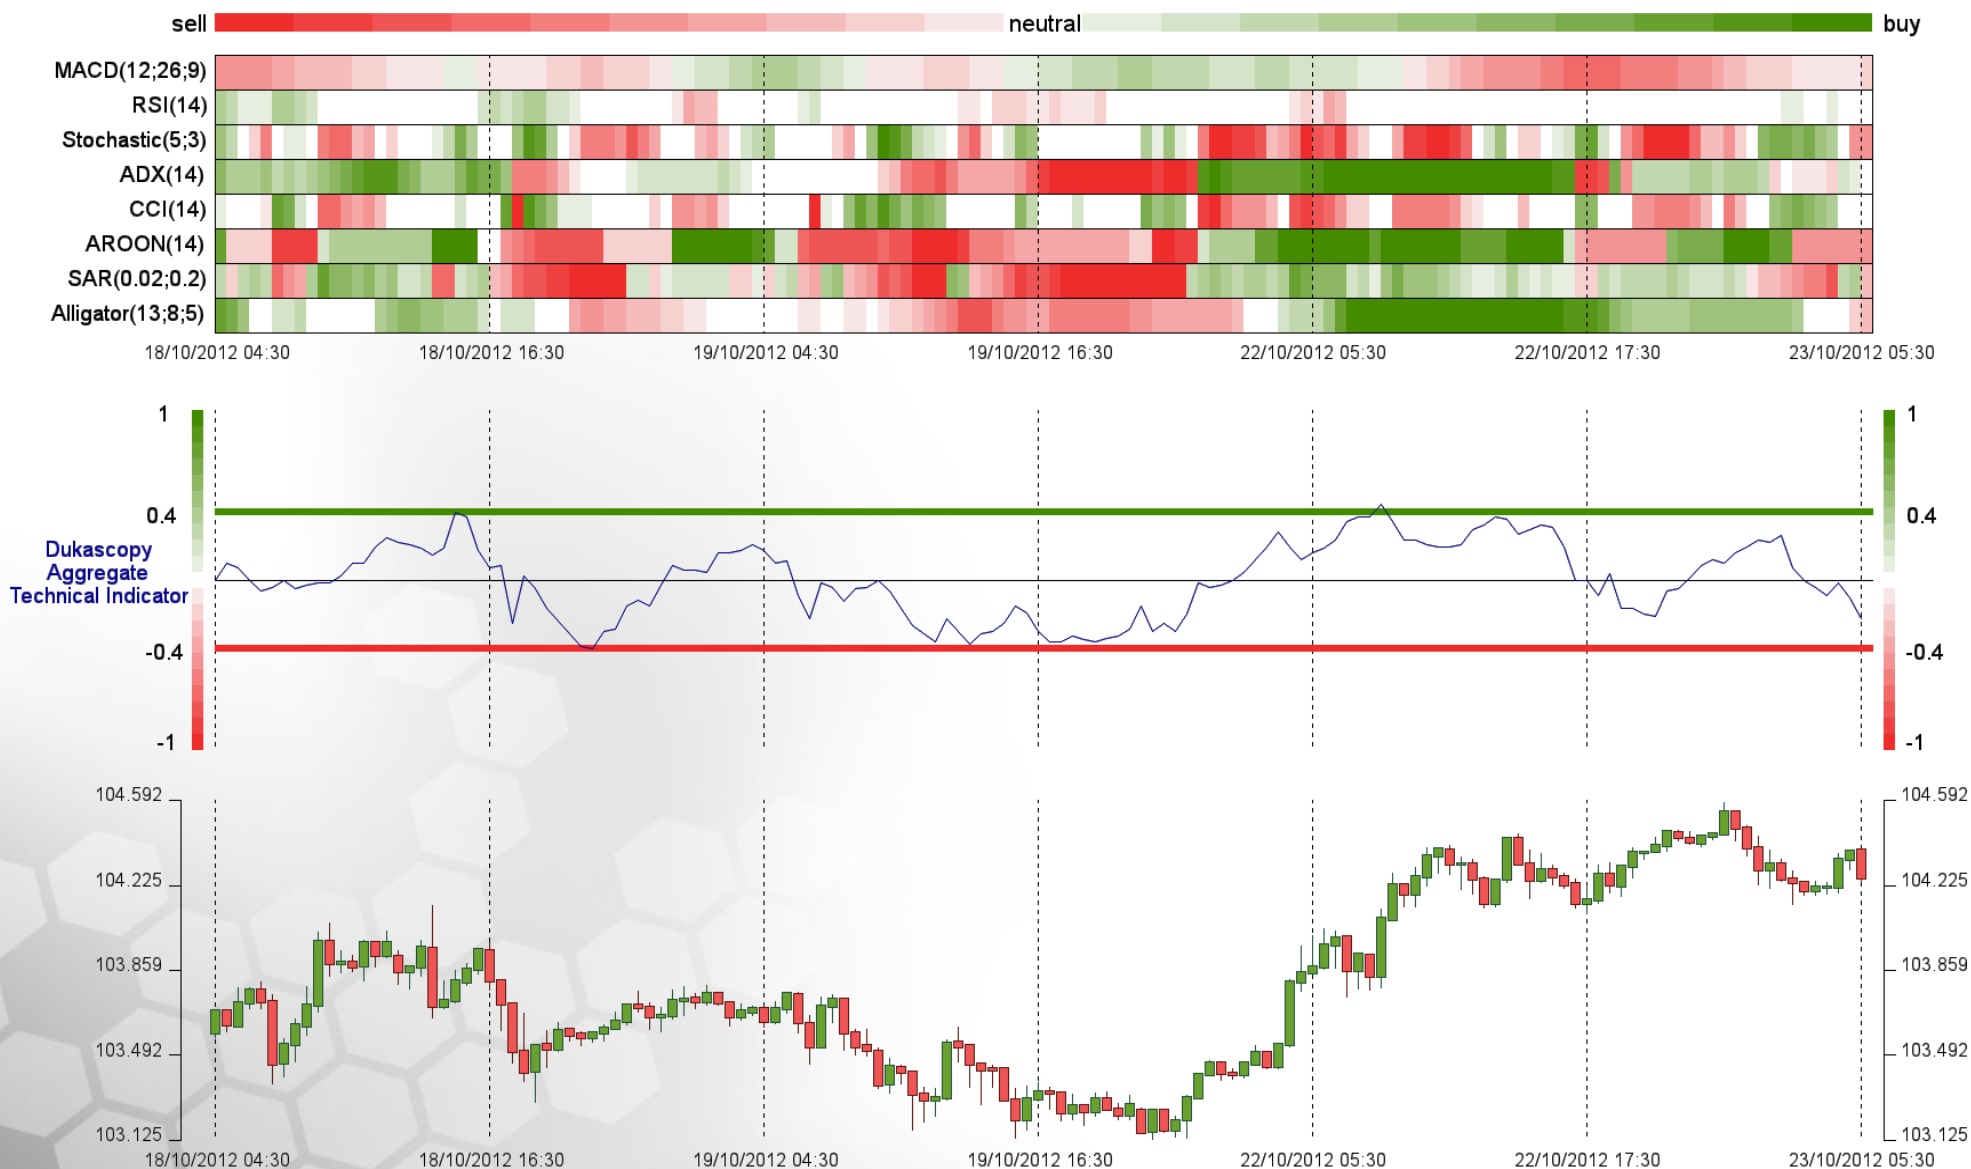 sell neutral buy
MACD(12;26;9)
RSI(14)
Stochastic(5;3)
ADX(14)
CCI(14)
AROON(14)
SAR(0.02;0.2)
Alligator(13;8;5)
18/10/2012 04:30 18/10/2012 16:30 19/10/2012 04:30 19/10/2012 16:30 22/10/2012 05:30 22/10/2012 17:30 23/10/2012 05:30
1 1
0.4 0.4
Dukascopy
Aggregate
Technical Indicator
-0.4 -0.4
-1 -1
104.592 104.592
104.225 104.225
103.859 103.859
103.492 103.492
103.125 103.125
18/10/2012 04:30 18/10/2012 16:30 19/10/2012 04:30 19/10/2012 16:30 22/10/2012 05:30 22/10/2012 17:30 23/10/2012 05:30